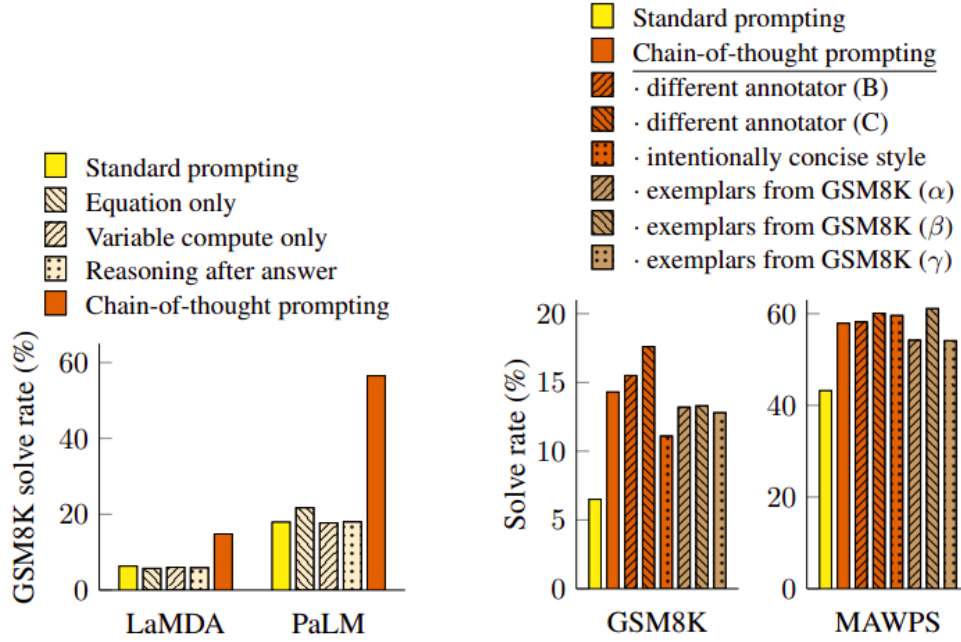 Standard prompting
Equation only
Variable compute only
Reasoning after answer
Chain-of-thought prompting
GSM8K solve rate (%)
60
40
20
0
LaMDA
PaLM
Standard prompting
Chain-of-thought prompting
· different annotator (B)
· different annotator (C)
· intentionally concise style
· exemplars from GSM8K (α)
· exemplars from GSM8K (β)
· exemplars from GSM8K (γ)
Solve rate (%)
20
15
10
5
0
GSM8K
60
40
20
0
MAWPS